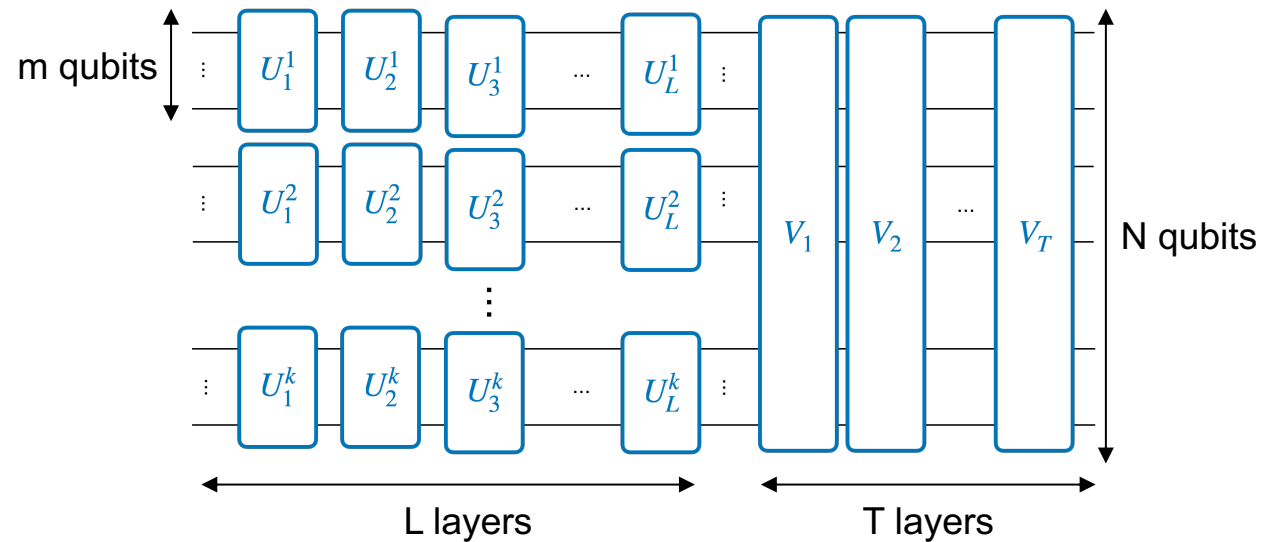 m qubits
⋮ U_1^1 U_2^1 U_3^1 ... U_L^1 ⋮
⋮ U_1^2 U_2^2 U_3^2 ... U_L^2 ⋮
⋮
⋮ U_1^k U_2^k U_3^k ... U_L^k ⋮
V_1 V_2 ... V_T
N qubits
L layers
T layers